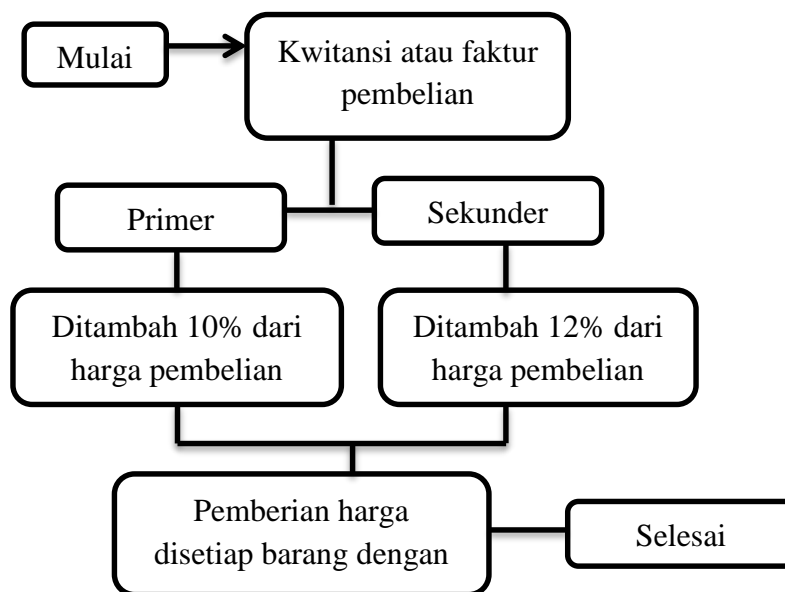 Mulai
Kwitansi atau faktur
pembelian
Primer
Sekunder
Ditambah 10% dari
harga pembelian
Ditambah 12% dari
harga pembelian
Pemberian harga
disetiap barang dengan
Selesai